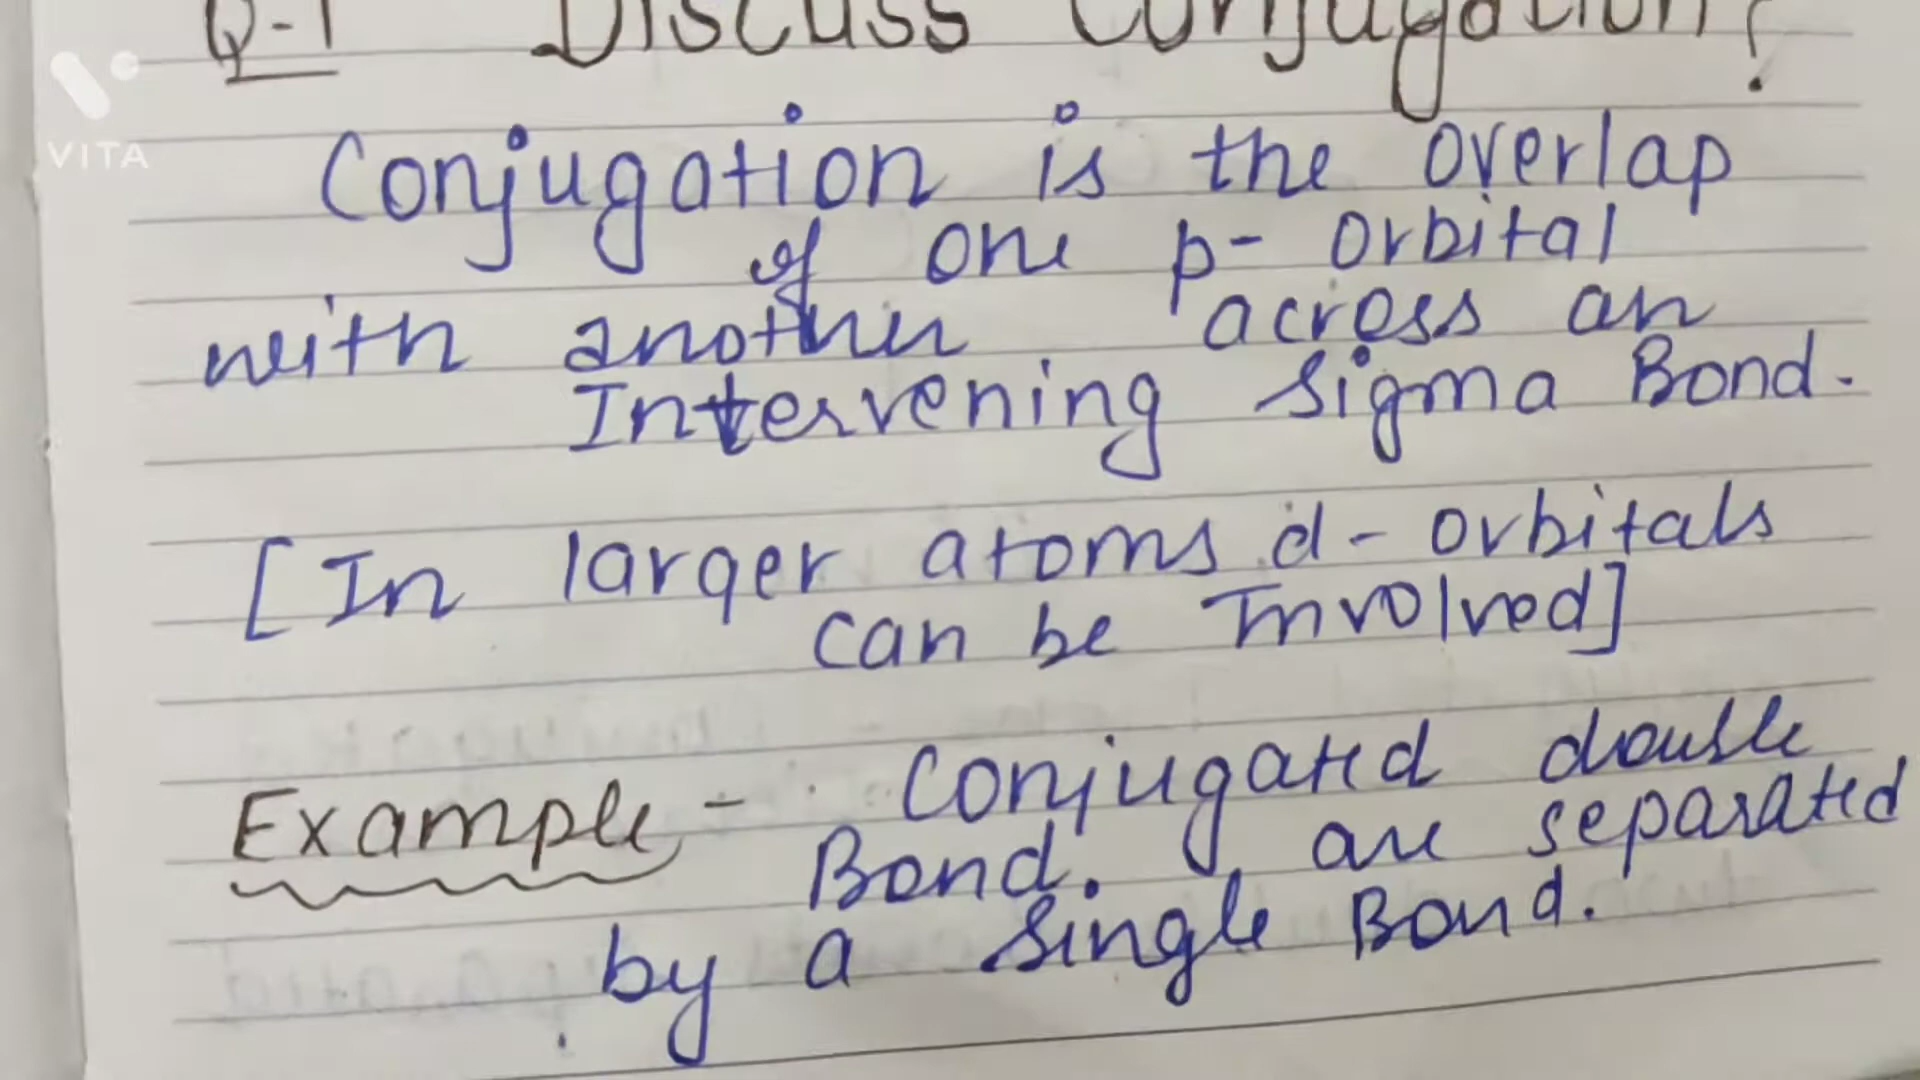 Q-1 Discuss Conjugation?
VITA
Conjugation is the overlap
of one p- orbital
with another across an
Intervening sigma Bond.
[In larger atoms d- orbitals
can be Involved]
Example - Conjugated double
Bond. are separated
by a single Bond.